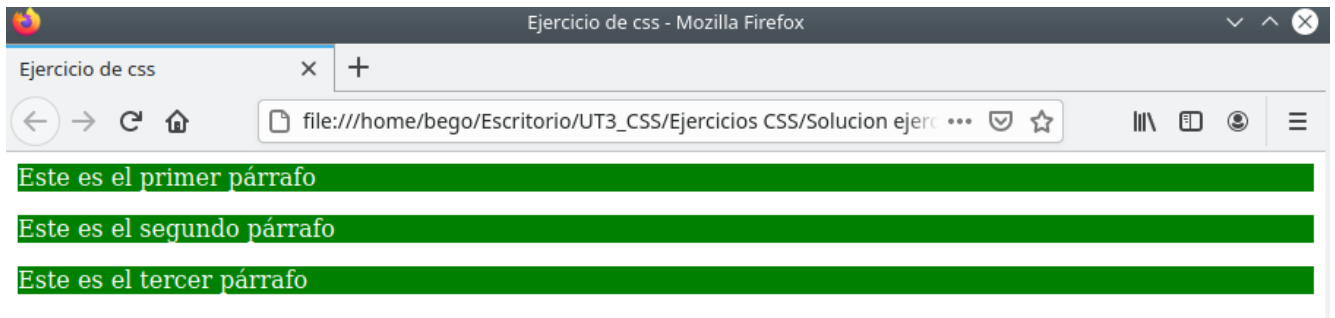 Ejercicio de css - Mozilla Firefox
Ejercicio de css
file:///home/bego/Escritorio/UT3_CSS/Ejercicios CSS/Solucion ejerc
Este es el primer párrafo
Este es el segundo párrafo
Este es el tercer párrafo